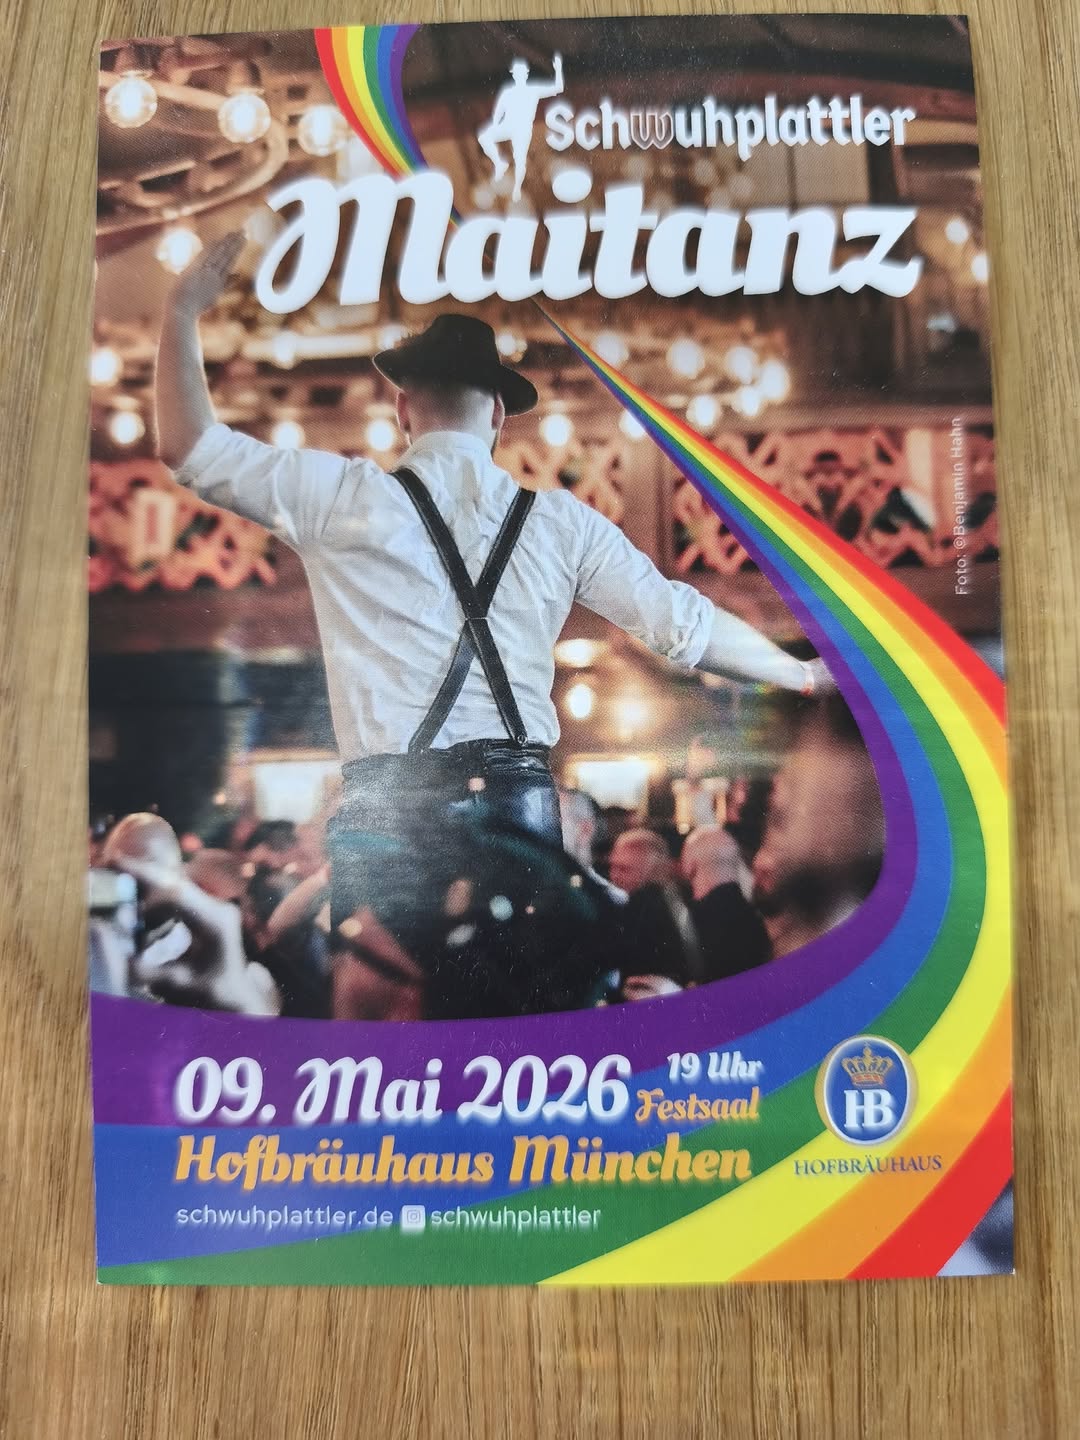 Schwuhplattler
Maitanz
Foto: ©Benjamin Hahn
09. Mai 2026 19 Uhr
Festsaal
Hofbräuhaus München
schwuhplattler.de schwuhplattler
HB
HOFBRÄUHAUS